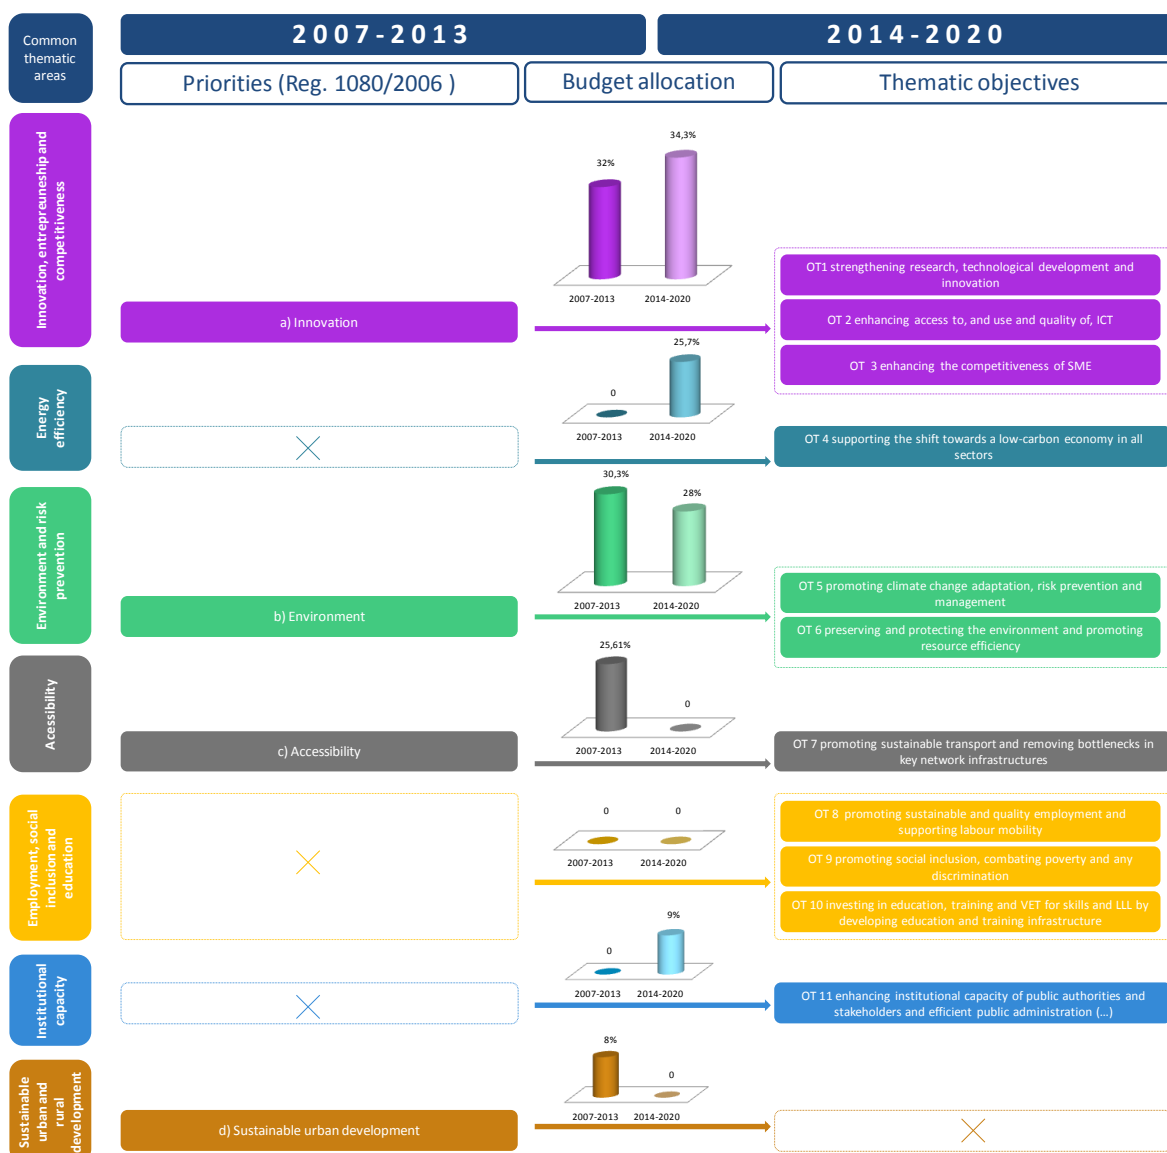 Common
thematic
areas
2007-2013
2014-2020
Priorities (Reg. 1080/2006 )
Budget allocation
Thematic objectives
Innovation, entrepreuneship and
competitiveness
32%
34,3%
2007-2013
2014-2020
a) Innovation
OT1 strengthening research, technological development and
innovation
OT 2 enhancing access to, and use and quality of, ICT
OT 3 enhancing the competitiveness of SME
Energy
efficiency
0
25,7%
2007-2013
2014-2020
OT 4 supporting the shift towards a low-carbon economy in all
sectors
Environment and risk
prevention
30,3%
28%
2007-2013
2014-2020
b) Environment
OT 5 promoting climate change adaptation, risk prevention and
management
OT 6 preserving and protecting the environment and promoting
resource efficiency
Acessibility
25,61%
0
2007-2013
2014-2020
c) Accessibility
OT 7 promoting sustainable transport and removing bottlenecks in
key network infrastructures
Employment, social
inclusion and
education
0
0
2007-2013
2014-2020
OT 8 promoting sustainable and quality employment and
supporting labour mobility
OT 9 promoting social inclusion, combating poverty and any
discrimination
OT 10 investing in education, training and VET for skills and LLL by
developing education and training infrastructure
Institutional
capacity
0
9%
2007-2013
2014-2020
OT 11 enhancing institutional capacity of public authorities and
stakeholders and efficient public administration (...)
Sustainable
urban and
rural
development
8%
0
2007-2013
2014-2020
d) Sustainable urban development